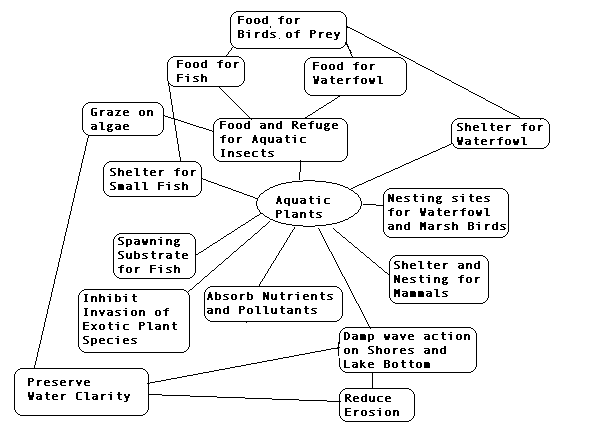 Food for
Birds of Prey
Food for
Fish
Food for
Waterfowl
Graze on
algae
Food and Refuge
for Aquatic
Insects
Shelter for
Waterfowl
Shelter for
Small Fish
Aquatic
Plants
Nesting sites
for Waterfowl
and Marsh Birds
Spawning
Substrate
for Fish
Shelter and
Nesting for
Mammals
Inhibit
Invasion of
Exotic Plant
Species
Absorb Nutrients
and Pollutants
Damp wave action
on Shores and
Lake Bottom
Preserve
Water Clarity
Reduce
Erosion